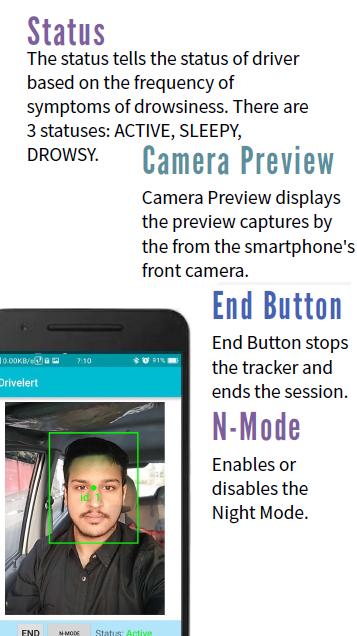 Status
The status tells the status of driver
based on the frequency of
symptoms of drowsiness. There are
3 statuses: ACTIVE, SLEEPY,
DROWSY.
Camera Preview
Camera Preview displays
the preview captures by
the from the smartphone's
front camera.
End Button
End Button stops
the tracker and
ends the session.
N-Mode
Enables or
disables the
Night Mode.
0.00KB/s 7:10 91%
Drivelert
id: 1
END N-MODE Status: Active